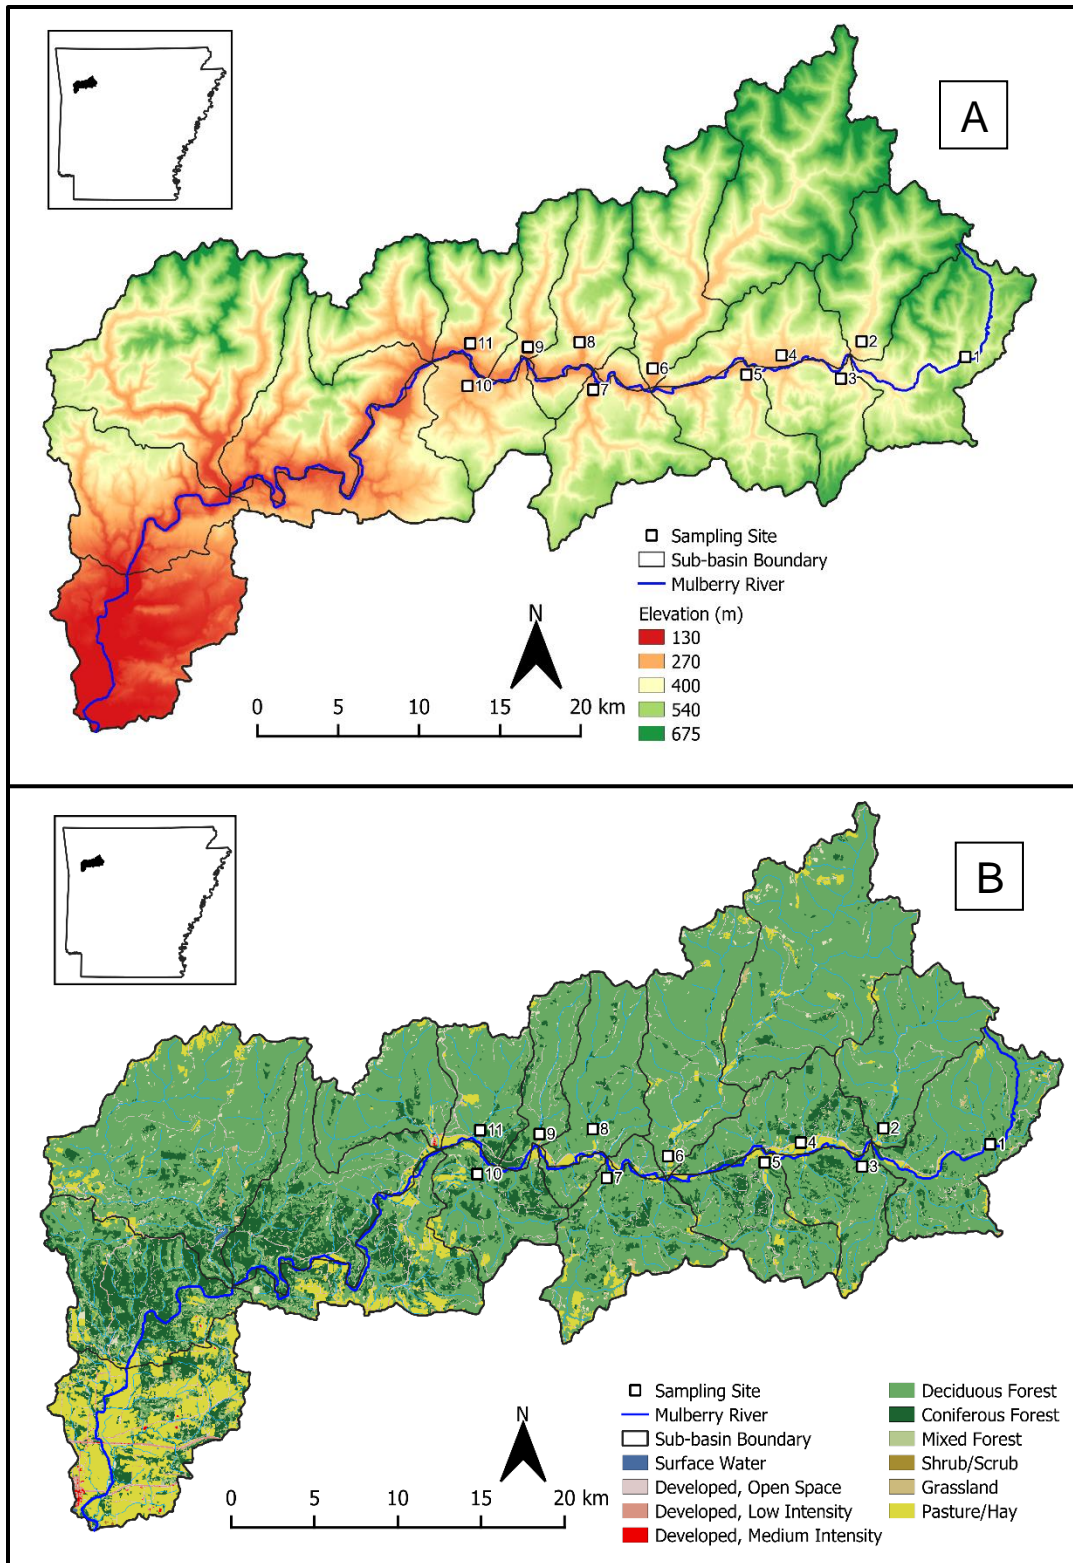 A
11
9
8
10
7
6
5
4
3
2
1
Sampling Site
Sub-basin Boundary
Mulberry River
Elevation (m)
130
270
400
540
675
N
0 5 10 15 20 km
B
11
9
8
10
7
6
5
4
3
2
1
Sampling Site
Mulberry River
Sub-basin Boundary
Surface Water
Developed, Open Space
Developed, Low Intensity
Developed, Medium Intensity
Deciduous Forest
Coniferous Forest
Mixed Forest
Shrub/Scrub
Grassland
Pasture/Hay
N
0 5 10 15 20 km